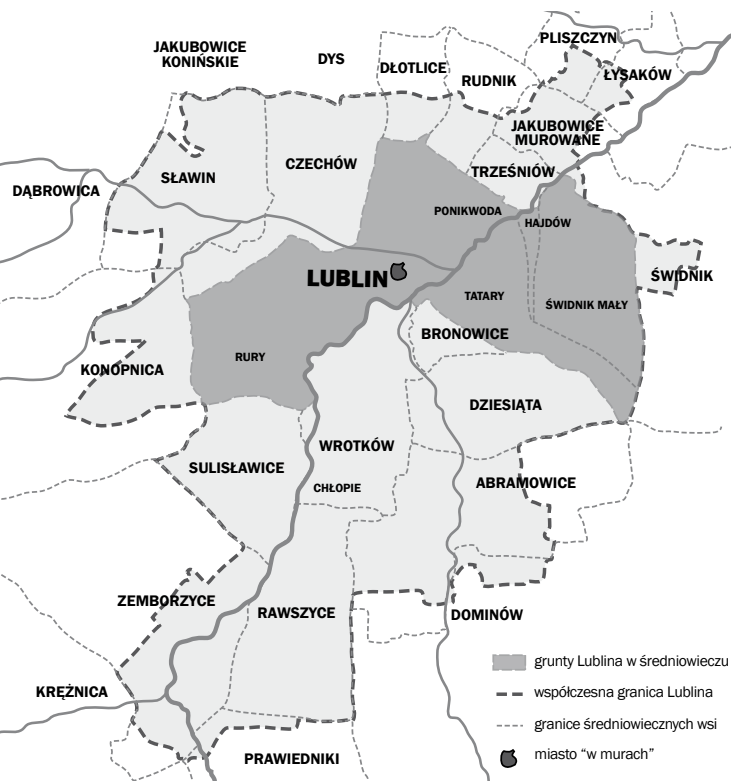 PLISZCZYN
JAKUBOWICE
KONIŃSKIE
DYS
DŁOTLICE
RUDNIK
ŁYSAKÓW
JAKUBOWICE
MUROWANE
CZECHÓW
TRZEŚNIÓW
SŁAWIN
DĄBROWICA
PONIKWODA
HAJDÓW
LUBLIN
ŚWIDNIK
TATARY
ŚWIDNIK MAŁY
BRONOWICE
RURY
KONOPNICA
DZIESIĄTA
WROTKÓW
SULISŁAWICE
CHŁOPIE
ABRAMOWICE
ZEMBORZYCE
RAWSZYCE
DOMINÓW
KRĘŻNICA
PRAWIEDNIKI
grunty Lublina w średniowieczu
współczesna granica Lublina
granice średniowiecznych wsi
miasto "w murach"